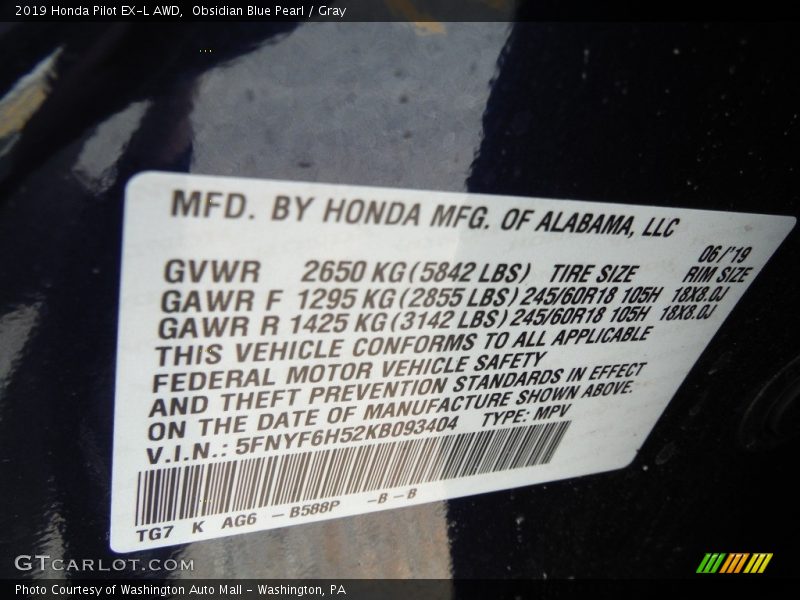 2019 Honda Pilot EX-L AWD,  Obsidian Blue Pearl / Gray
MFD. BY HONDA MFG. OF ALABAMA, LLC
06/'19
GVWR 2650 KG (5842 LBS) TIRE SIZE RIM SIZE
GAWR F 1295 KG (2855 LBS) 245/60R18 105H 18X8.0J
GAWR R 1425 KG (3142 LBS) 245/60R18 105H 18X8.0J
THIS VEHICLE CONFORMS TO ALL APPLICABLE
FEDERAL MOTOR VEHICLE SAFETY
AND THEFT PREVENTION STANDARDS IN EFFECT
ON THE DATE OF MANUFACTURE SHOWN ABOVE.
V.I.N.: 5FNYF6H52KB093404 TYPE: MPV
TG7 K AG6 - B588P - B - B
GTCARLOT.COM
Photo Courtesy of Washington Auto Mall - Washington, PA